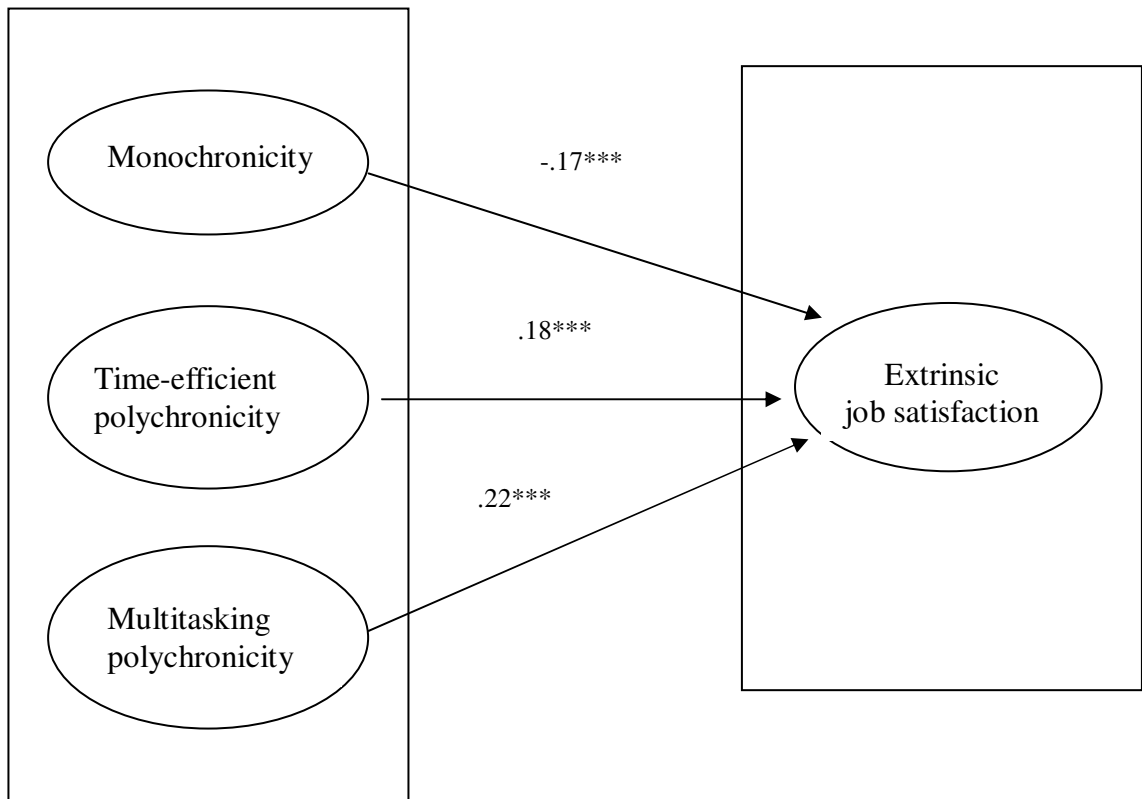 Monochronicity
-.17***
.18***
Time-efficient
polychronicity
Extrinsic
job satisfaction
.22***
Multitasking
polychronicity